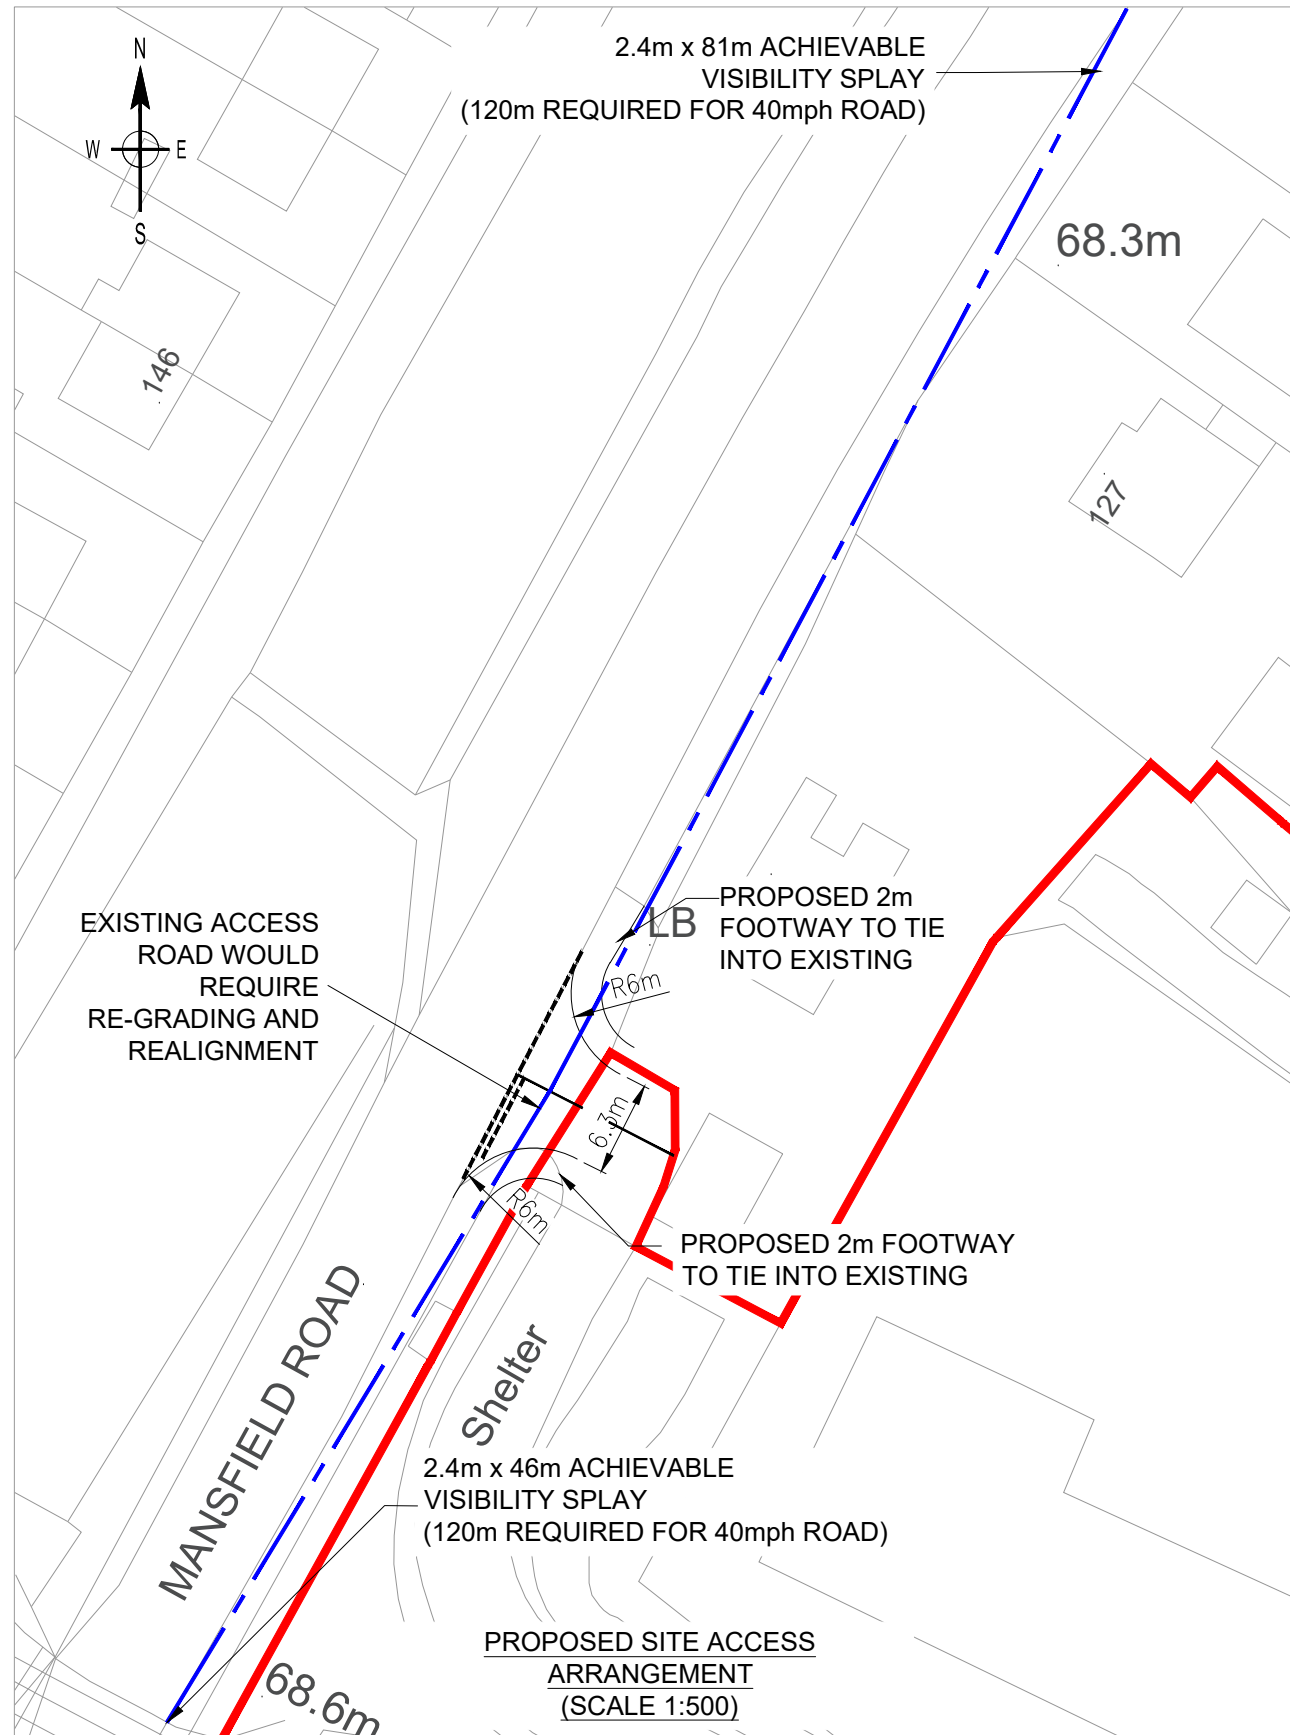 N
W E
S
2.4m x 81m ACHIEVABLE
VISIBILITY SPLAY
(120m REQUIRED FOR 40mph ROAD)
68.3m
146
127
EXISTING ACCESS
ROAD WOULD
REQUIRE
RE-GRADING AND
REALIGNMENT
LB
PROPOSED 2m
FOOTWAY TO TIE
INTO EXISTING
R6m
6.3m
R6m
PROPOSED 2m FOOTWAY
TO TIE INTO EXISTING
MANSFIELD ROAD
Shelter
2.4m x 46m ACHIEVABLE
VISIBILITY SPLAY
(120m REQUIRED FOR 40mph ROAD)
68.6m
PROPOSED SITE ACCESS
ARRANGEMENT
(SCALE 1:500)